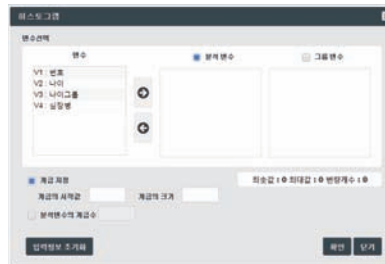 히스토그램
변수선택
변수
분석변수
그룹변수
V1 : 번호
V2 : 나이
V3 : 나이그룹
V4 : 심장병
계급 지정
최솟값 : 0 최대값 : 0 변량개수 : 0
계급의 시작값
계급의 크기
분석변수의 계급수
입력정보 초기화
확인
닫기